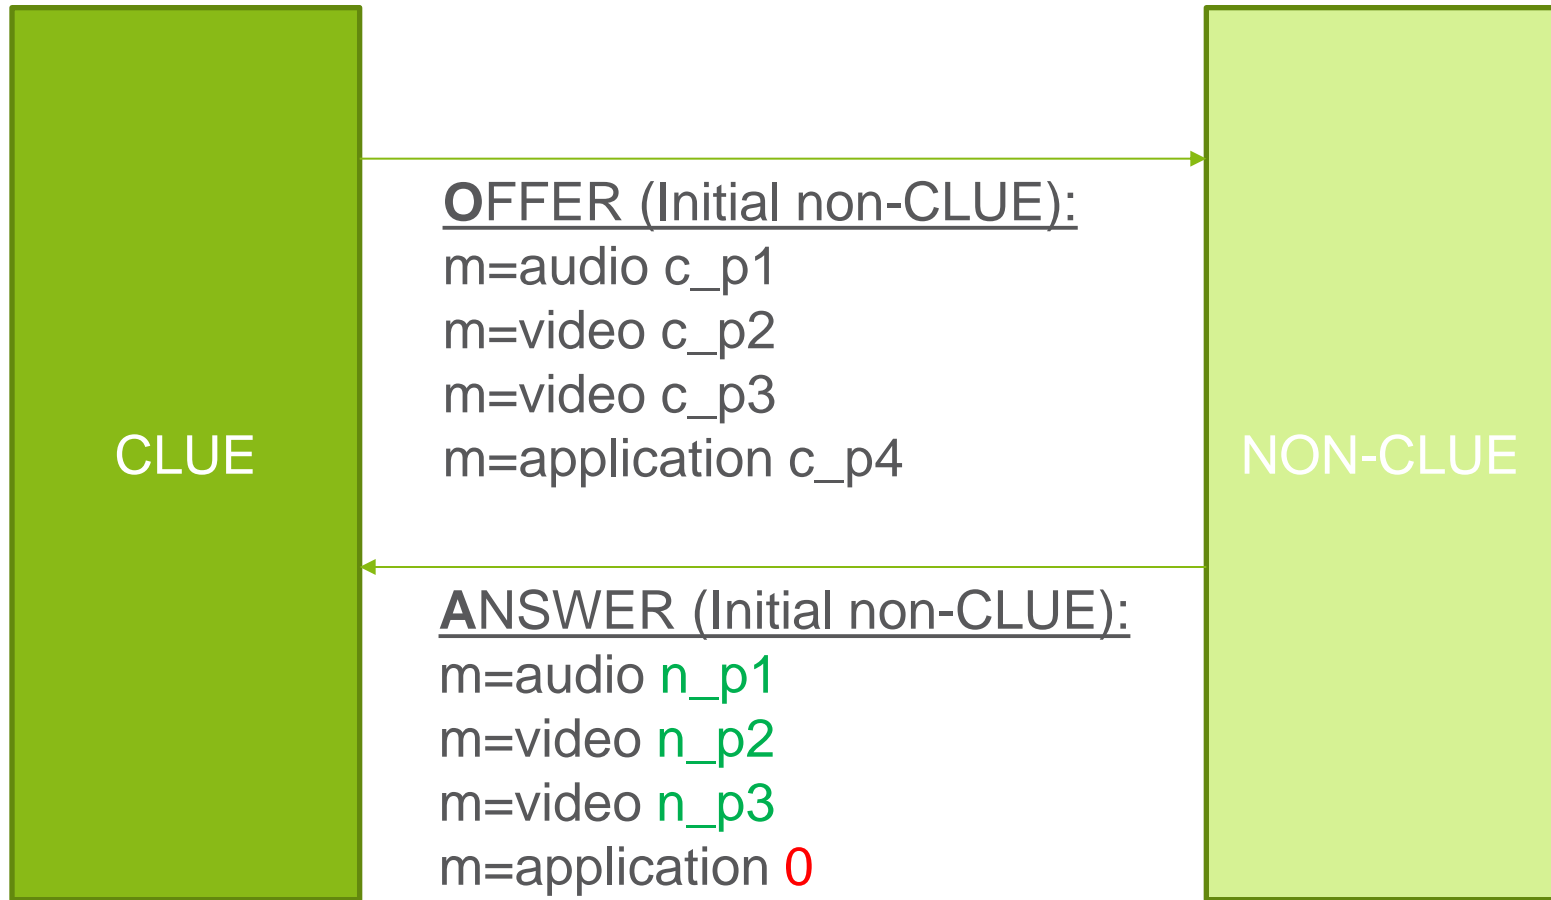 OFFER (Initial non-CLUE):
m=audio c_p1
m=video c_p2
m=video c_p3
m=application c_p4
CLUE
NON-CLUE
ANSWER (Initial non-CLUE):
m=audio n_p1
m=video n_p2
m=video n_p3
m=application 0